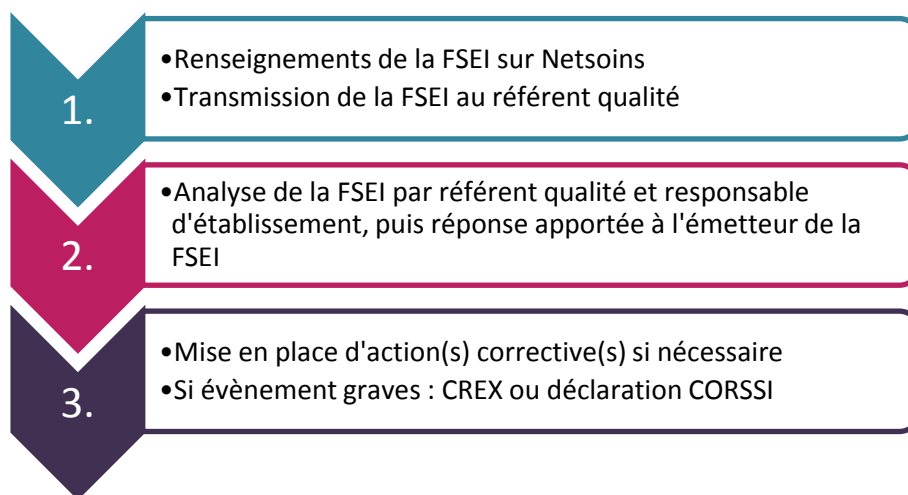 1.
•Renseignements de la FSEI sur Netsoins
•Transmission de la FSEI au référent qualité
2.
•Analyse de la FSEI par référent qualité et responsable
d'établissement, puis réponse apportée à l'émetteur de la
FSEI
3.
•Mise en place d'action(s) corrective(s) si nécessaire
•Si évènement graves : CREX ou déclaration CORSSI